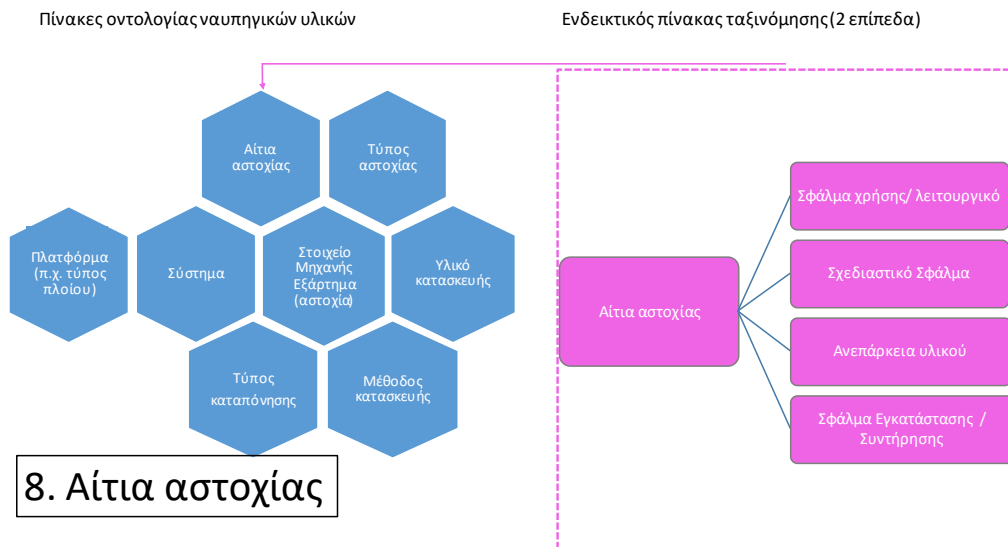 Πίνακες οντολογίας ναυπηγικών υλικών
Ενδεικτικός πίνακας ταξινόμησης (2 επίπεδα)
Αίτια
αστοχίας
Τύπος
αστοχίας
Πλατφόρμα
(π.χ. τύπος
πλοίου)
Σύστημα
Στοιχείο
Μηχανής
Εξάρτημα
(αστοχία)
Υλικό
κατασκευής
Τύπος
καταπόνησης
Μέθοδος
κατασκευής
8. Αίτια αστοχίας
Αίτια αστοχίας
Σφάλμα χρήσης/ λειτουργικό
Σχεδιαστικό Σφάλμα
Ανεπάρκεια υλικού
Σφάλμα Εγκατάστασης /
Συντήρησης